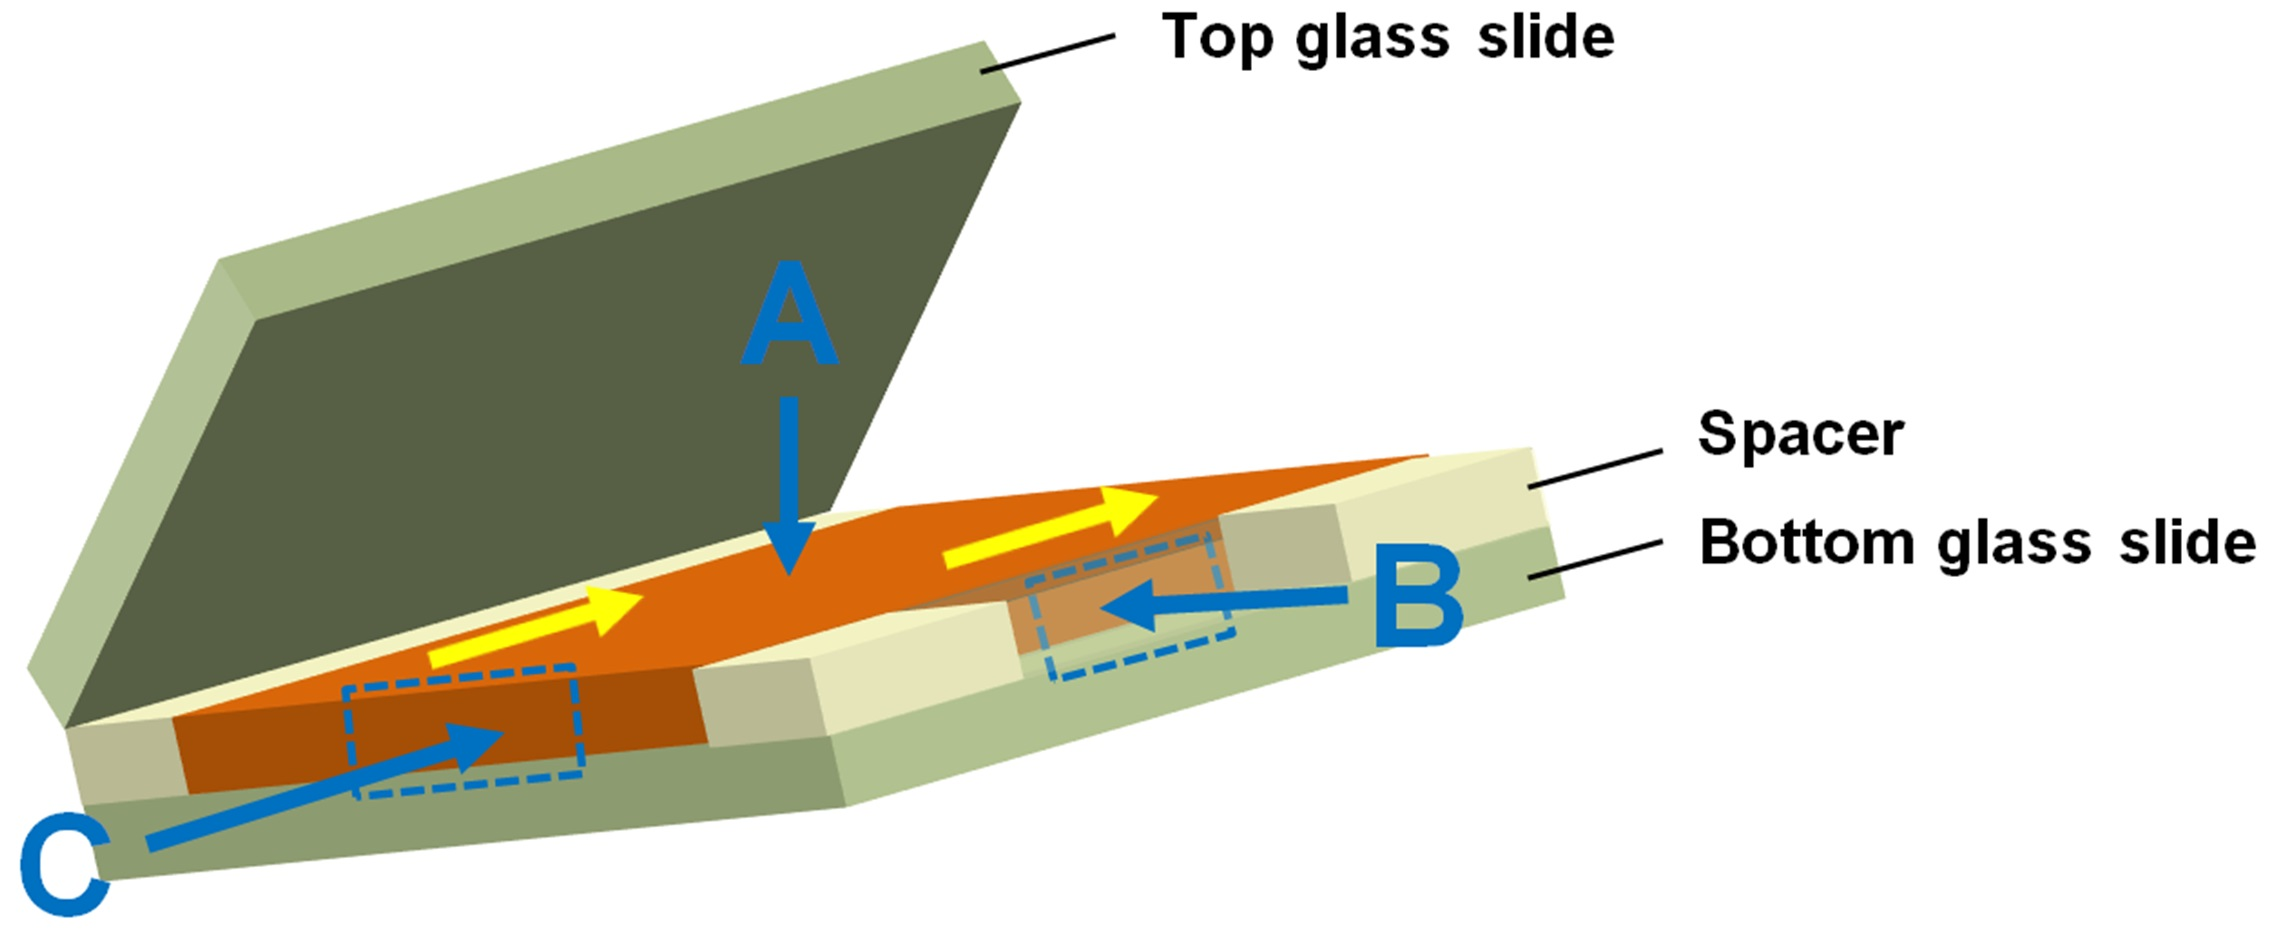 Top glass slide
A
Spacer
Bottom glass slide
B
C